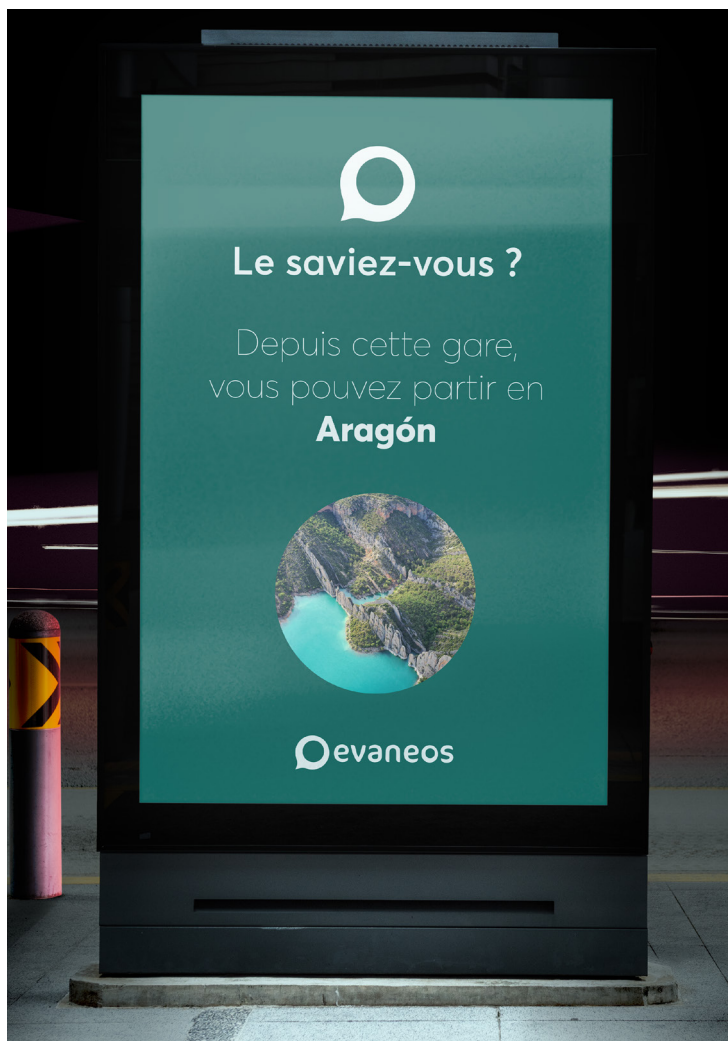 Le saviez-vous ?
Depuis cette gare,
vous pouvez partir en
Aragón
evaneos